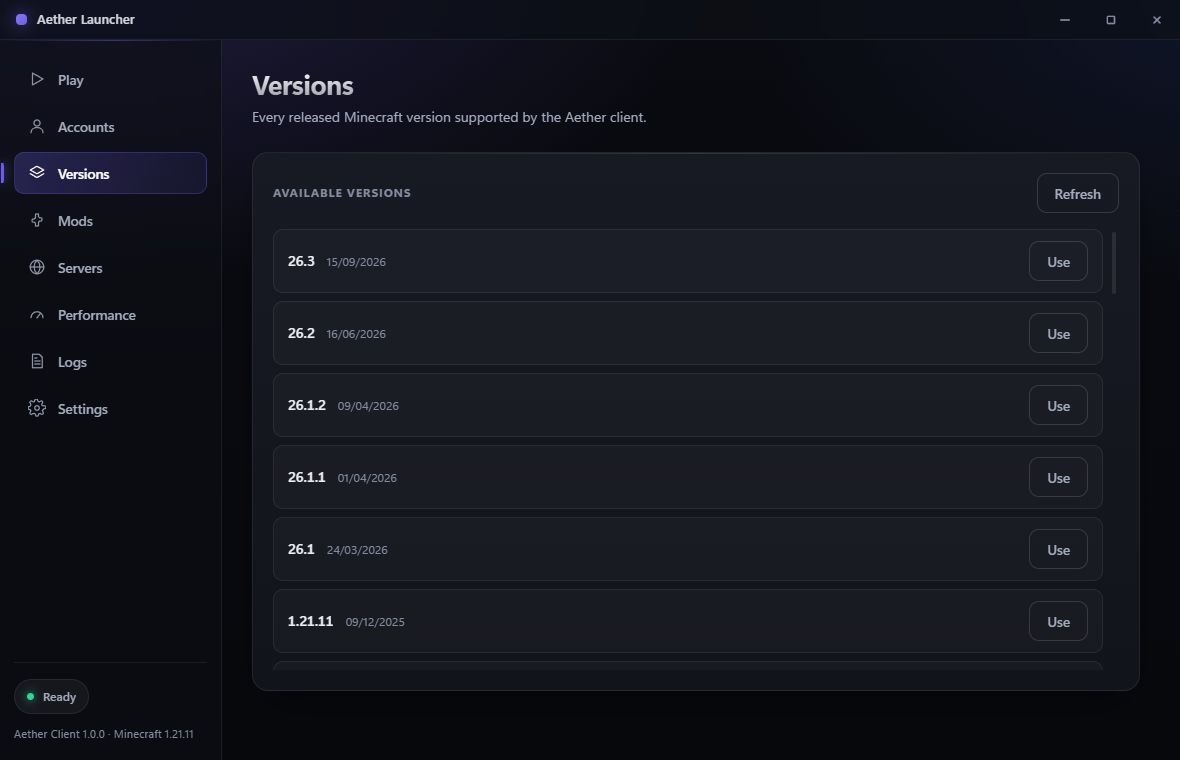 Aether Launcher
Play
Accounts
Versions
Mods
Servers
Performance
Logs
Settings
Ready
Aether Client 1.0.0 · Minecraft 1.21.11
Versions
Every released Minecraft version supported by the Aether client.
AVAILABLE VERSIONS
Refresh
26.3 15/09/2026 Use
26.2 16/06/2026 Use
26.1.2 09/04/2026 Use
26.1.1 01/04/2026 Use
26.1 24/03/2026 Use
1.21.11 09/12/2025 Use